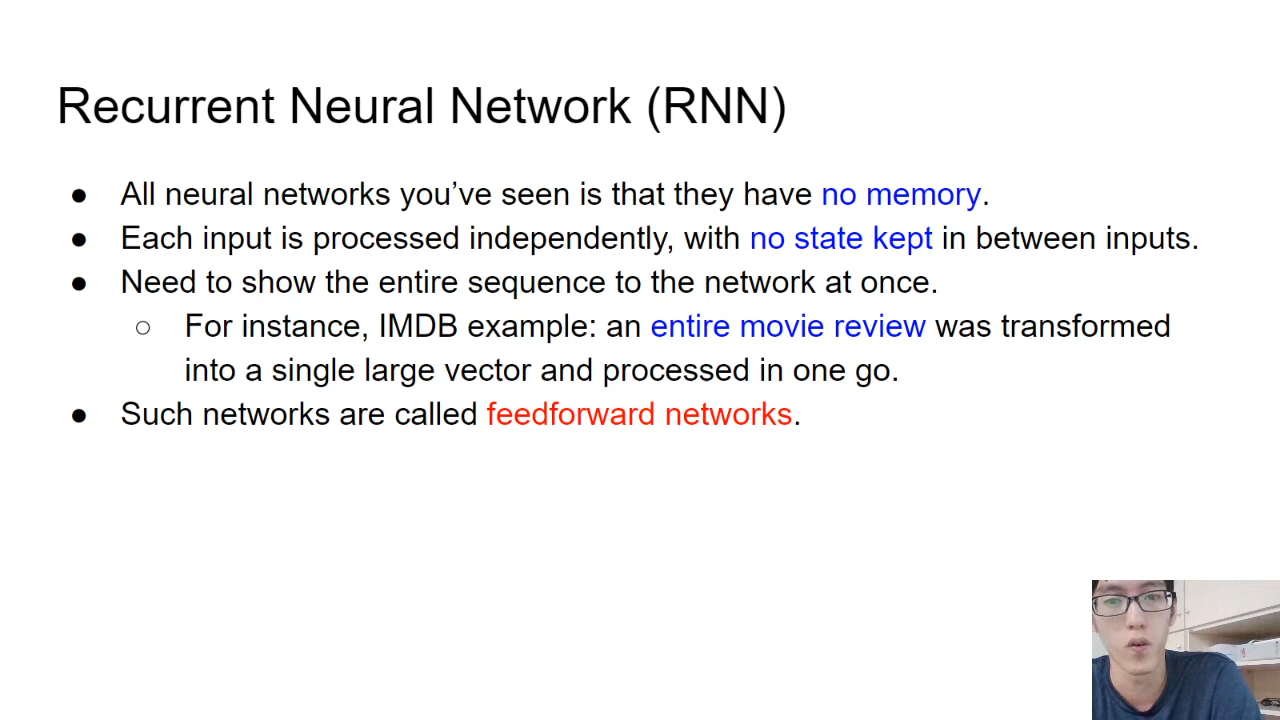 Recurrent Neural Network (RNN)
● All neural networks you’ve seen is that they have no memory.
● Each input is processed independently, with no state kept in between inputs.
● Need to show the entire sequence to the network at once.
○ For instance, IMDB example: an entire movie review was transformed
into a single large vector and processed in one go.
● Such networks are called feedforward networks.